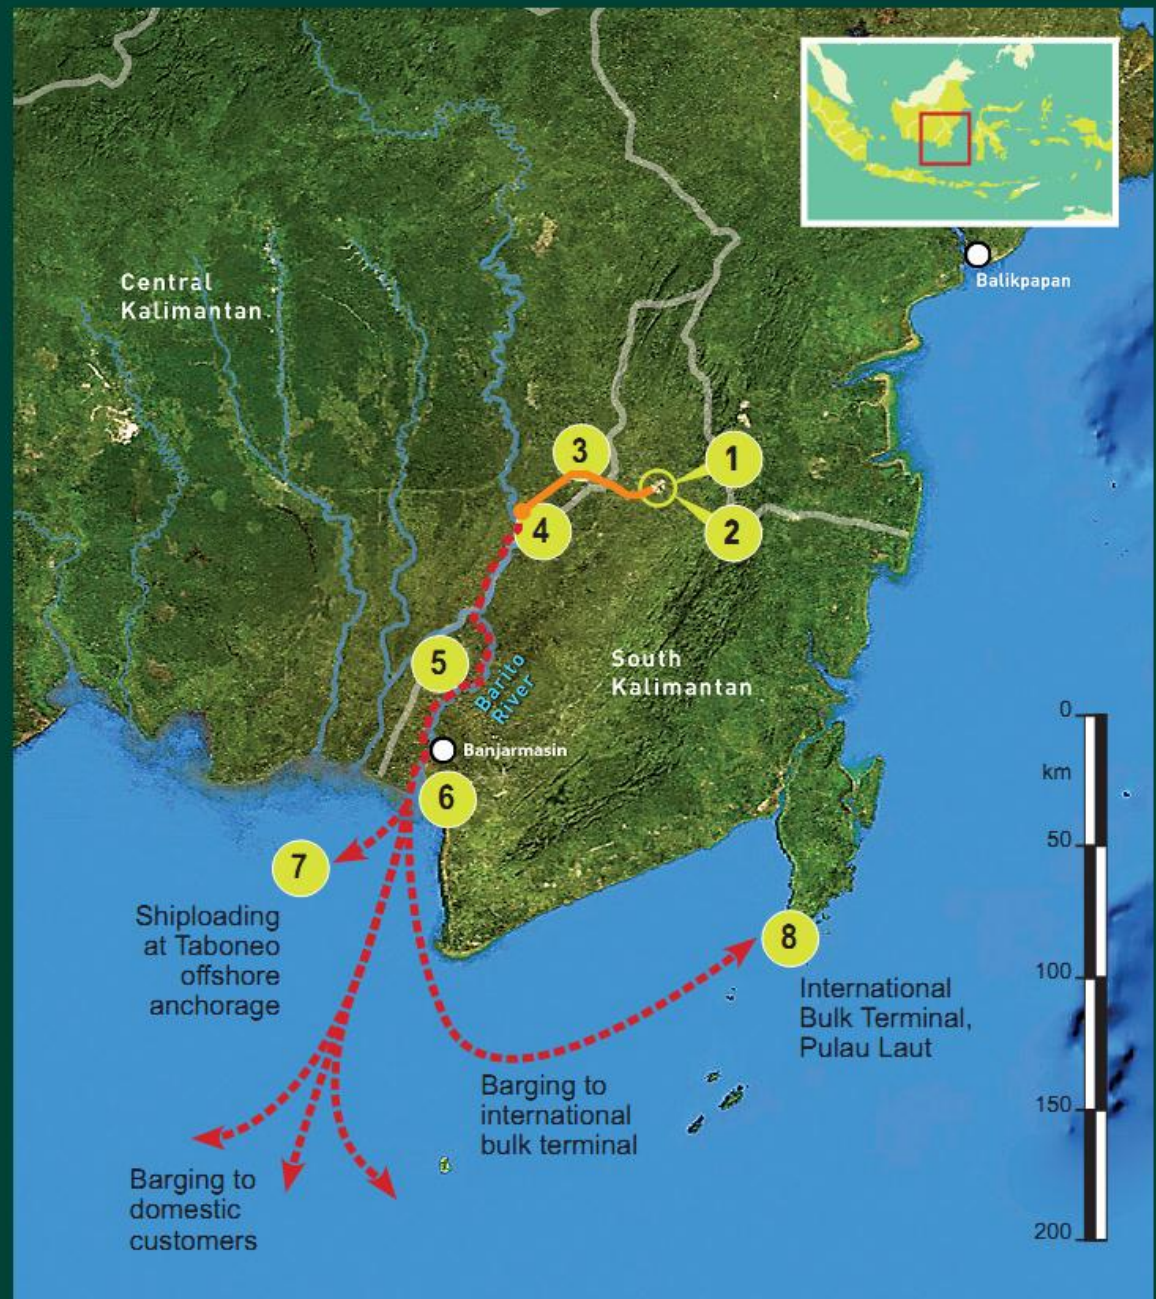 Balikpapan
Central
Kalimantan
3
1
4
2
5
Barito
River
South
Kalimantan
Banjarmasin
6
7
Shiploading
at Taboneo
offshore
anchorage
8
International
Bulk Terminal,
Pulau Laut
Barging to
international
bulk terminal
Barging to
domestic
customers
0
km
50
100
150
200